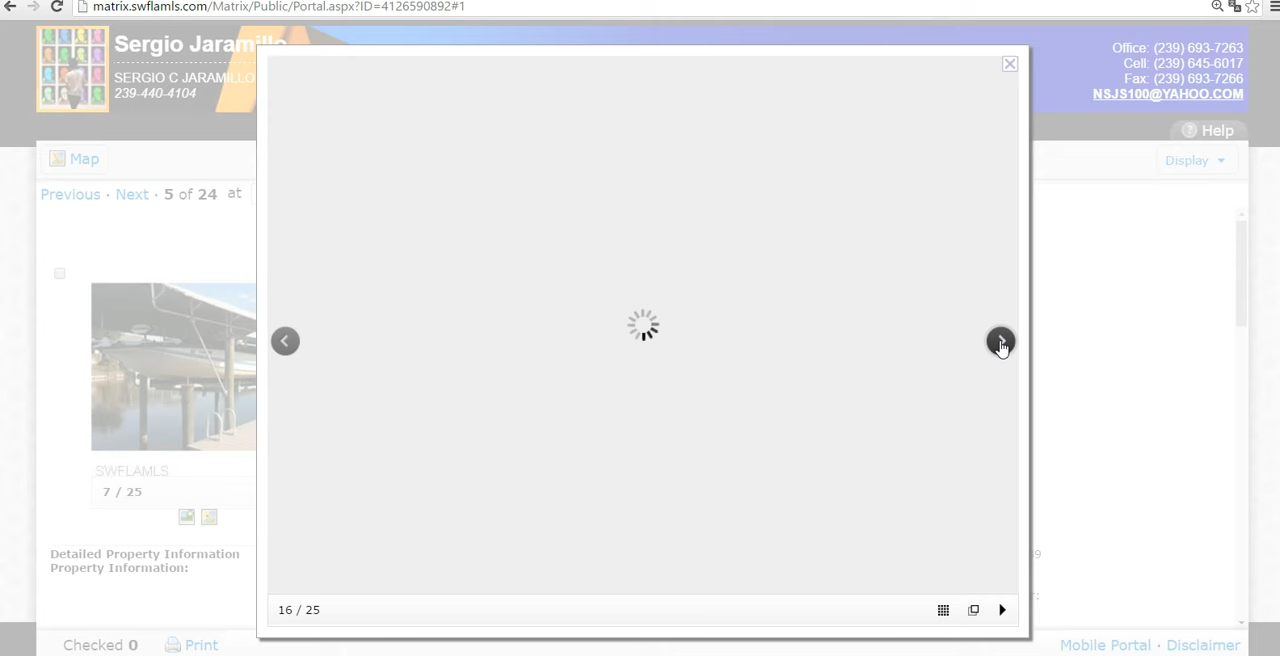 matrix.swflamls.com/Matrix/Public/Portal.aspx?ID=4126590892#1
Sergio Jaramillo
SERGIO C JARAMILLO
239-440-4104
Office: (239) 693-7263
Cell: (239) 645-6017
Fax: (239) 693-7266
NSJS100@YAHOO.COM
? Help
Map
Display
Previous · Next · 5 of 24 at
SWFLAMLS
7 / 25
Detailed Property Information
Property Information:
16 / 25
Checked 0
Print
Mobile Portal · Disclaimer